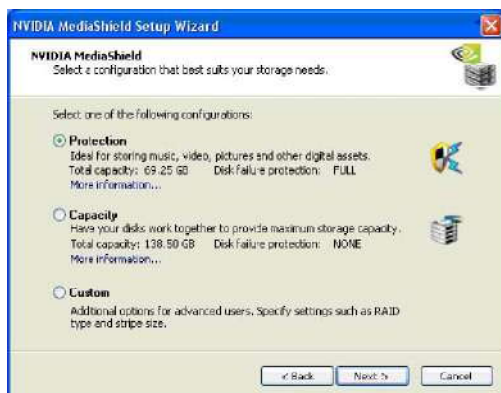 NVIDIA MediaShield Setup Wizard
NVIDIA MediaShield
Select a configuration that best suits your storage needs.
Select one of the following configurations:
Protection
Ideal for storing music, video, pictures and other digital assets.
Total capacity: 69.25 GB Disk failure protection: FULL
More information...
Capacity
Have your disks work together to provide maximum storage capacity.
Total capacity: 138.50 GB Disk failure protection: NONE
More information...
Custom
Additional options for advanced users. Specify settings such as RAID
type and stripe size.
< Back Next > Cancel